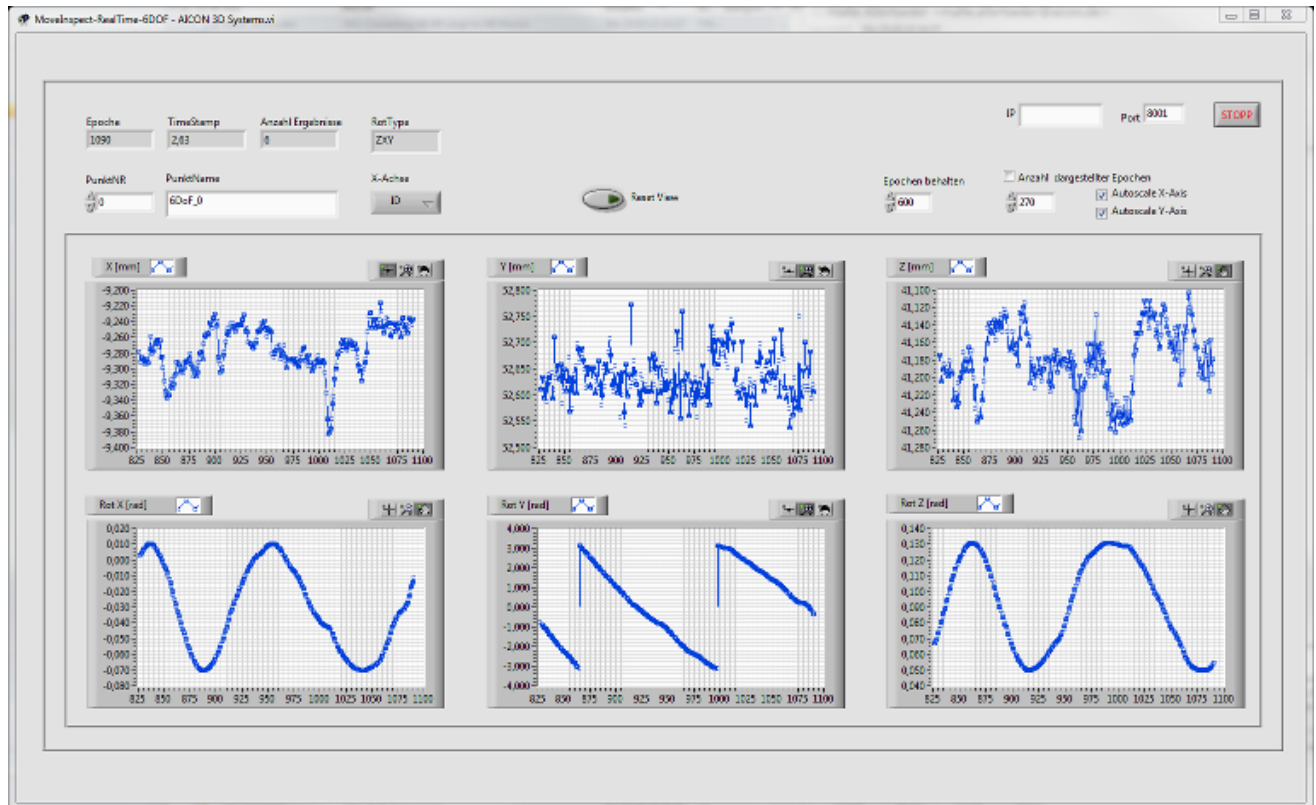 MoveInspect-RealTime-6DOF - AICON 3D Systems.vi
IP Port 8001 STOPP
Epoche TimeStamp Anzahl Ergebnisse RotType
1090 2,63 0 ZXY
PunktNR PunktName X-Achse
0 6DoF_0 ID
Reset View
Epochen behalten Anzahl dargestellter Epochen
600 270 Autoscale X-Axis
Autoscale Y-Axis
X [mm]
-9,200
-9,220
-9,240
-9,260
-9,280
-9,300
-9,320
-9,340
-9,360
-9,380
-9,400
825 850 875 900 925 950 975 1000 1025 1050 1075 1100
Y [mm]
52,800
52,750
52,700
52,650
52,600
52,550
52,500
825 850 875 900 925 950 975 1000 1025 1050 1075 1100
Z [mm]
41,100
41,120
41,140
41,160
41,180
41,200
41,220
41,240
41,260
41,280
825 850 875 900 925 950 975 1000 1025 1050 1075 1100
Rot X [rad]
0,020
0,010
0,000
-0,010
-0,020
-0,030
-0,040
-0,050
-0,060
-0,070
-0,080
825 850 875 900 925 950 975 1000 1025 1050 1075 1100
Rot Y [rad]
4,000
3,000
2,000
1,000
0,000
-1,000
-2,000
-3,000
-4,000
825 850 875 900 925 950 975 1000 1025 1050 1075 1100
Rot Z [rad]
0,140
0,130
0,120
0,110
0,100
0,090
0,080
0,070
0,060
0,050
0,040
825 850 875 900 925 950 975 1000 1025 1050 1075 1100